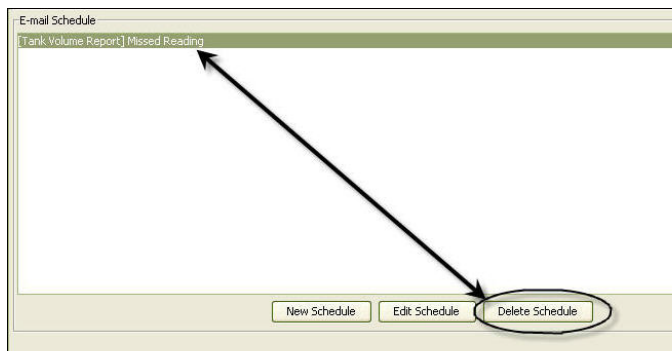 E-mail Schedule
[Tank Volume Report] Missed Reading
New Schedule Edit Schedule Delete Schedule